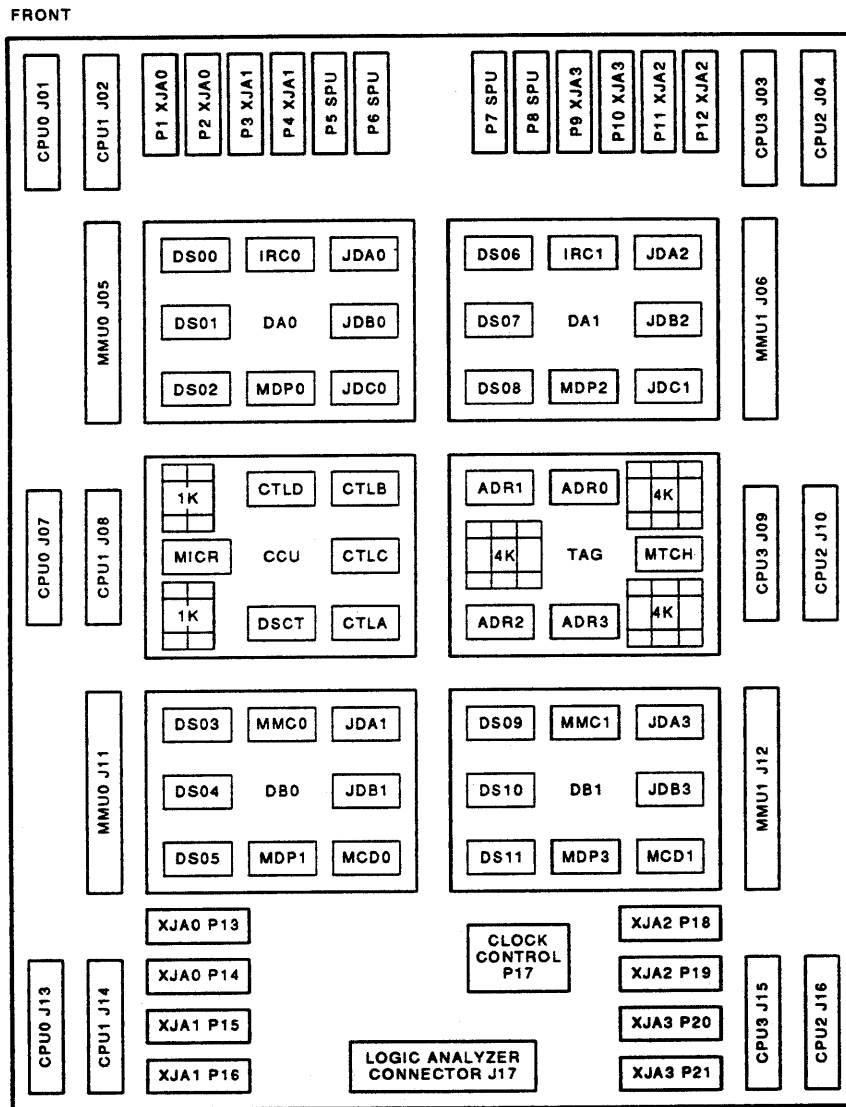 FRONT
CPU0 J01
CPU1 J02
P1 XJA0
P2 XJA0
P3 XJA1
P4 XJA1
P5 SPU
P6 SPU
P7 SPU
P8 SPU
P9 XJA3
P10 XJA3
P11 XJA2
P12 XJA2
CPU3 J03
CPU2 J04
MMU0 J05
DS00 IRC0 JDA0
DS01 DA0 JDB0
DS02 MDP0 JDC0
DS06 IRC1 JDA2
DS07 DA1 JDB2
DS08 MDP2 JDC1
MMU1 J06
CPU0 J07
CPU1 J08
1K CTLD CTLB
MICR CCU CTLC
1K DSCT CTLA
ADR1 ADR0 4K
4K TAG MTCH
ADR2 ADR3 4K
CPU3 J09
CPU2 J10
MMU0 J11
DS03 MMC0 JDA1
DS04 DB0 JDB1
DS05 MDP1 MCD0
DS09 MMC1 JDA3
DS10 DB1 JDB3
DS11 MDP3 MCD1
MMU1 J12
CPU0 J13
CPU1 J14
XJA0 P13
XJA0 P14
XJA1 P15
XJA1 P16
CLOCK
CONTROL
P17
LOGIC ANALYZER
CONNECTOR J17
XJA2 P18
XJA2 P19
XJA3 P20
XJA3 P21
CPU3 J15
CPU2 J16